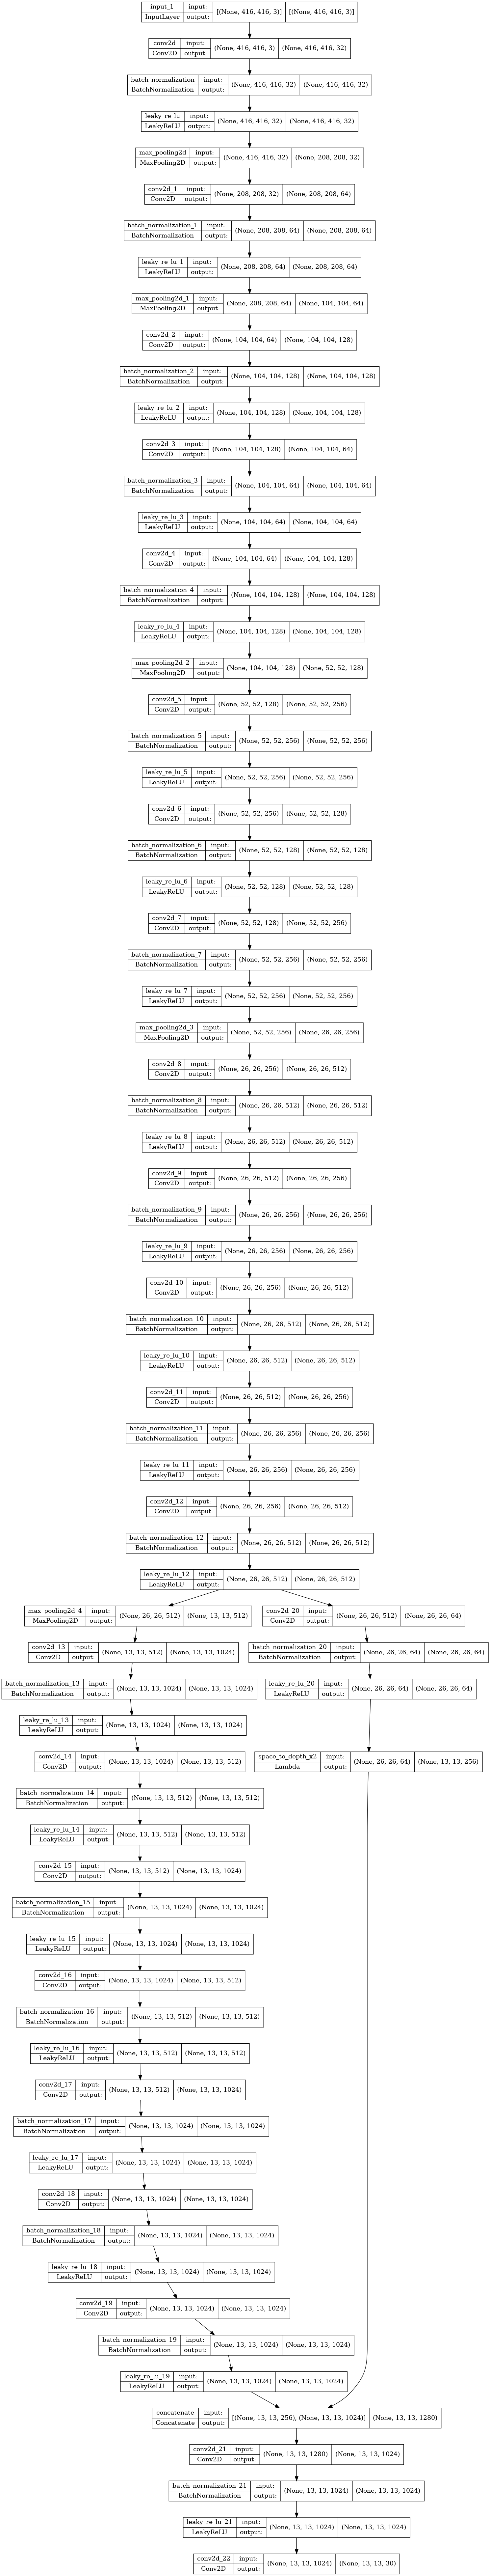 input_1 input: [(None, 416, 416, 3)] [(None, 416, 416, 3)]
InputLayer output:
conv2d input: (None, 416, 416, 3) (None, 416, 416, 32)
Conv2D output:
batch_normalization input: (None, 416, 416, 32) (None, 416, 416, 32)
BatchNormalization output:
leaky_re_lu input: (None, 416, 416, 32) (None, 416, 416, 32)
LeakyReLU output:
max_pooling2d input: (None, 416, 416, 32) (None, 208, 208, 32)
MaxPooling2D output:
conv2d_1 input: (None, 208, 208, 32) (None, 208, 208, 64)
Conv2D output:
batch_normalization_1 input: (None, 208, 208, 64) (None, 208, 208, 64)
BatchNormalization output:
leaky_re_lu_1 input: (None, 208, 208, 64) (None, 208, 208, 64)
LeakyReLU output:
max_pooling2d_1 input: (None, 208, 208, 64) (None, 104, 104, 64)
MaxPooling2D output:
conv2d_2 input: (None, 104, 104, 64) (None, 104, 104, 128)
Conv2D output:
batch_normalization_2 input: (None, 104, 104, 128) (None, 104, 104, 128)
BatchNormalization output:
leaky_re_lu_2 input: (None, 104, 104, 128) (None, 104, 104, 128)
LeakyReLU output:
conv2d_3 input: (None, 104, 104, 128) (None, 104, 104, 64)
Conv2D output:
batch_normalization_3 input: (None, 104, 104, 64) (None, 104, 104, 64)
BatchNormalization output:
leaky_re_lu_3 input: (None, 104, 104, 64) (None, 104, 104, 64)
LeakyReLU output:
conv2d_4 input: (None, 104, 104, 64) (None, 104, 104, 128)
Conv2D output:
batch_normalization_4 input: (None, 104, 104, 128) (None, 104, 104, 128)
BatchNormalization output:
leaky_re_lu_4 input: (None, 104, 104, 128) (None, 104, 104, 128)
LeakyReLU output:
max_pooling2d_2 input: (None, 104, 104, 128) (None, 52, 52, 128)
MaxPooling2D output:
conv2d_5 input: (None, 52, 52, 128) (None, 52, 52, 256)
Conv2D output:
batch_normalization_5 input: (None, 52, 52, 256) (None, 52, 52, 256)
BatchNormalization output:
leaky_re_lu_5 input: (None, 52, 52, 256) (None, 52, 52, 256)
LeakyReLU output:
conv2d_6 input: (None, 52, 52, 256) (None, 52, 52, 128)
Conv2D output:
batch_normalization_6 input: (None, 52, 52, 128) (None, 52, 52, 128)
BatchNormalization output:
leaky_re_lu_6 input: (None, 52, 52, 128) (None, 52, 52, 128)
LeakyReLU output:
conv2d_7 input: (None, 52, 52, 128) (None, 52, 52, 256)
Conv2D output:
batch_normalization_7 input: (None, 52, 52, 256) (None, 52, 52, 256)
BatchNormalization output:
leaky_re_lu_7 input: (None, 52, 52, 256) (None, 52, 52, 256)
LeakyReLU output:
max_pooling2d_3 input: (None, 52, 52, 256) (None, 26, 26, 256)
MaxPooling2D output:
conv2d_8 input: (None, 26, 26, 256) (None, 26, 26, 512)
Conv2D output:
batch_normalization_8 input: (None, 26, 26, 512) (None, 26, 26, 512)
BatchNormalization output:
leaky_re_lu_8 input: (None, 26, 26, 512) (None, 26, 26, 512)
LeakyReLU output:
conv2d_9 input: (None, 26, 26, 512) (None, 26, 26, 256)
Conv2D output:
batch_normalization_9 input: (None, 26, 26, 256) (None, 26, 26, 256)
BatchNormalization output:
leaky_re_lu_9 input: (None, 26, 26, 256) (None, 26, 26, 256)
LeakyReLU output:
conv2d_10 input: (None, 26, 26, 256) (None, 26, 26, 512)
Conv2D output:
batch_normalization_10 input: (None, 26, 26, 512) (None, 26, 26, 512)
BatchNormalization output:
leaky_re_lu_10 input: (None, 26, 26, 512) (None, 26, 26, 512)
LeakyReLU output:
conv2d_11 input: (None, 26, 26, 512) (None, 26, 26, 256)
Conv2D output:
batch_normalization_11 input: (None, 26, 26, 256) (None, 26, 26, 256)
BatchNormalization output:
leaky_re_lu_11 input: (None, 26, 26, 256) (None, 26, 26, 256)
LeakyReLU output:
conv2d_12 input: (None, 26, 26, 256) (None, 26, 26, 512)
Conv2D output:
batch_normalization_12 input: (None, 26, 26, 512) (None, 26, 26, 512)
BatchNormalization output:
leaky_re_lu_12 input: (None, 26, 26, 512) (None, 26, 26, 512)
LeakyReLU output:
max_pooling2d_4 input: (None, 26, 26, 512) (None, 13, 13, 512)
MaxPooling2D output:
conv2d_20 input: (None, 26, 26, 512) (None, 26, 26, 64)
Conv2D output:
conv2d_13 input: (None, 13, 13, 512) (None, 13, 13, 1024)
Conv2D output:
batch_normalization_20 input: (None, 26, 26, 64) (None, 26, 26, 64)
BatchNormalization output:
batch_normalization_13 input: (None, 13, 13, 1024) (None, 13, 13, 1024)
BatchNormalization output:
leaky_re_lu_20 input: (None, 26, 26, 64) (None, 26, 26, 64)
LeakyReLU output:
leaky_re_lu_13 input: (None, 13, 13, 1024) (None, 13, 13, 1024)
LeakyReLU output:
conv2d_14 input: (None, 13, 13, 1024) (None, 13, 13, 512)
Conv2D output:
space_to_depth_x2 input: (None, 26, 26, 64) (None, 13, 13, 256)
Lambda output:
batch_normalization_14 input: (None, 13, 13, 512) (None, 13, 13, 512)
BatchNormalization output:
leaky_re_lu_14 input: (None, 13, 13, 512) (None, 13, 13, 512)
LeakyReLU output:
conv2d_15 input: (None, 13, 13, 512) (None, 13, 13, 1024)
Conv2D output:
batch_normalization_15 input: (None, 13, 13, 1024) (None, 13, 13, 1024)
BatchNormalization output:
leaky_re_lu_15 input: (None, 13, 13, 1024) (None, 13, 13, 1024)
LeakyReLU output:
conv2d_16 input: (None, 13, 13, 1024) (None, 13, 13, 512)
Conv2D output:
batch_normalization_16 input: (None, 13, 13, 512) (None, 13, 13, 512)
BatchNormalization output:
leaky_re_lu_16 input: (None, 13, 13, 512) (None, 13, 13, 512)
LeakyReLU output:
conv2d_17 input: (None, 13, 13, 512) (None, 13, 13, 1024)
Conv2D output:
batch_normalization_17 input: (None, 13, 13, 1024) (None, 13, 13, 1024)
BatchNormalization output:
leaky_re_lu_17 input: (None, 13, 13, 1024) (None, 13, 13, 1024)
LeakyReLU output:
conv2d_18 input: (None, 13, 13, 1024) (None, 13, 13, 1024)
Conv2D output:
batch_normalization_18 input: (None, 13, 13, 1024) (None, 13, 13, 1024)
BatchNormalization output:
leaky_re_lu_18 input: (None, 13, 13, 1024) (None, 13, 13, 1024)
LeakyReLU output:
conv2d_19 input: (None, 13, 13, 1024) (None, 13, 13, 1024)
Conv2D output:
batch_normalization_19 input: (None, 13, 13, 1024) (None, 13, 13, 1024)
BatchNormalization output:
leaky_re_lu_19 input: (None, 13, 13, 1024) (None, 13, 13, 1024)
LeakyReLU output:
concatenate input: [(None, 13, 13, 256), (None, 13, 13, 1024)] (None, 13, 13, 1280)
Concatenate output:
conv2d_21 input: (None, 13, 13, 1280) (None, 13, 13, 1024)
Conv2D output:
batch_normalization_21 input: (None, 13, 13, 1024) (None, 13, 13, 1024)
BatchNormalization output:
leaky_re_lu_21 input: (None, 13, 13, 1024) (None, 13, 13, 1024)
LeakyReLU output:
conv2d_22 input: (None, 13, 13, 1024) (None, 13, 13, 30)
Conv2D output: